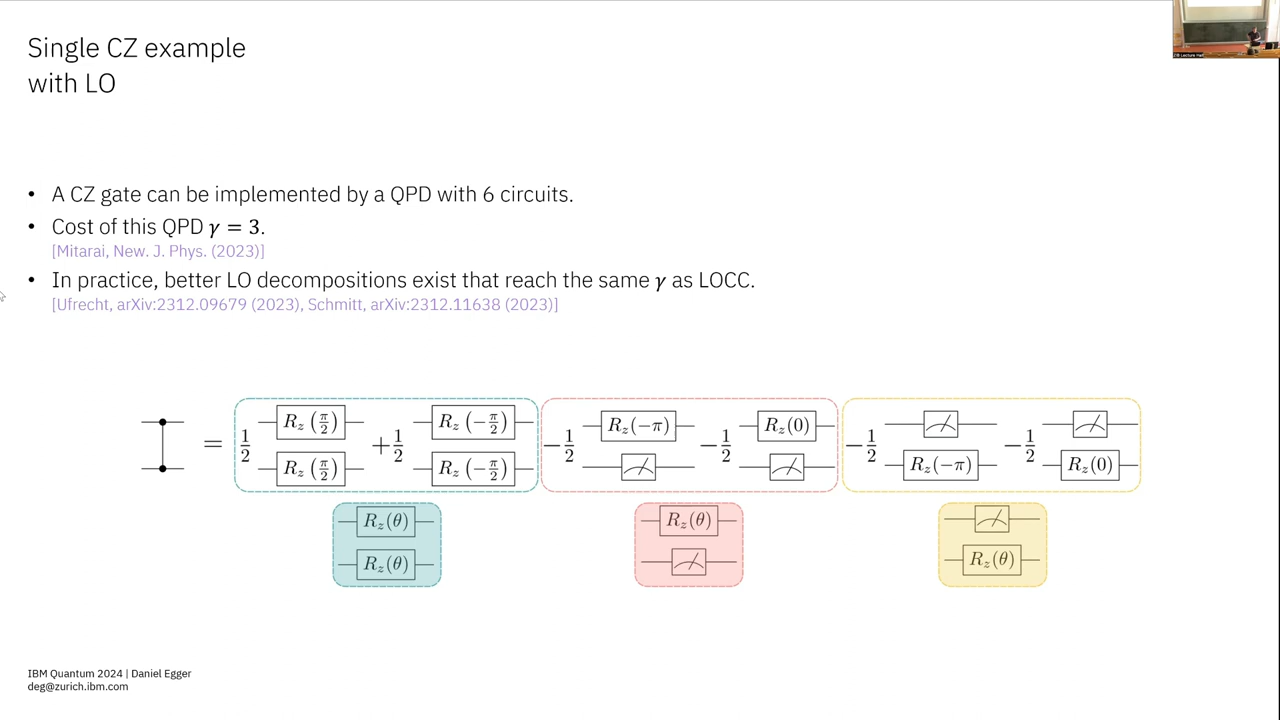 Single CZ example
with LO
• A CZ gate can be implemented by a QPD with 6 circuits.
• Cost of this QPD γ = 3.
[Mitarai, New. J. Phys. (2023)]
• In practice, better LO decompositions exist that reach the same γ as LOCC.
[Ufrecht, arXiv:2312.09679 (2023), Schmitt, arXiv:2312.11638 (2023)]
= 1/2 R_z(π/2) + 1/2 R_z(−π/2) − 1/2 R_z(−π) − 1/2 R_z(0) − 1/2 − 1/2
R_z(π/2) R_z(−π/2) R_z(−π) R_z(0)
R_z(θ) R_z(θ)
R_z(θ) R_z(θ)
IBM Quantum 2024 | Daniel Egger
deg@zurich.ibm.com